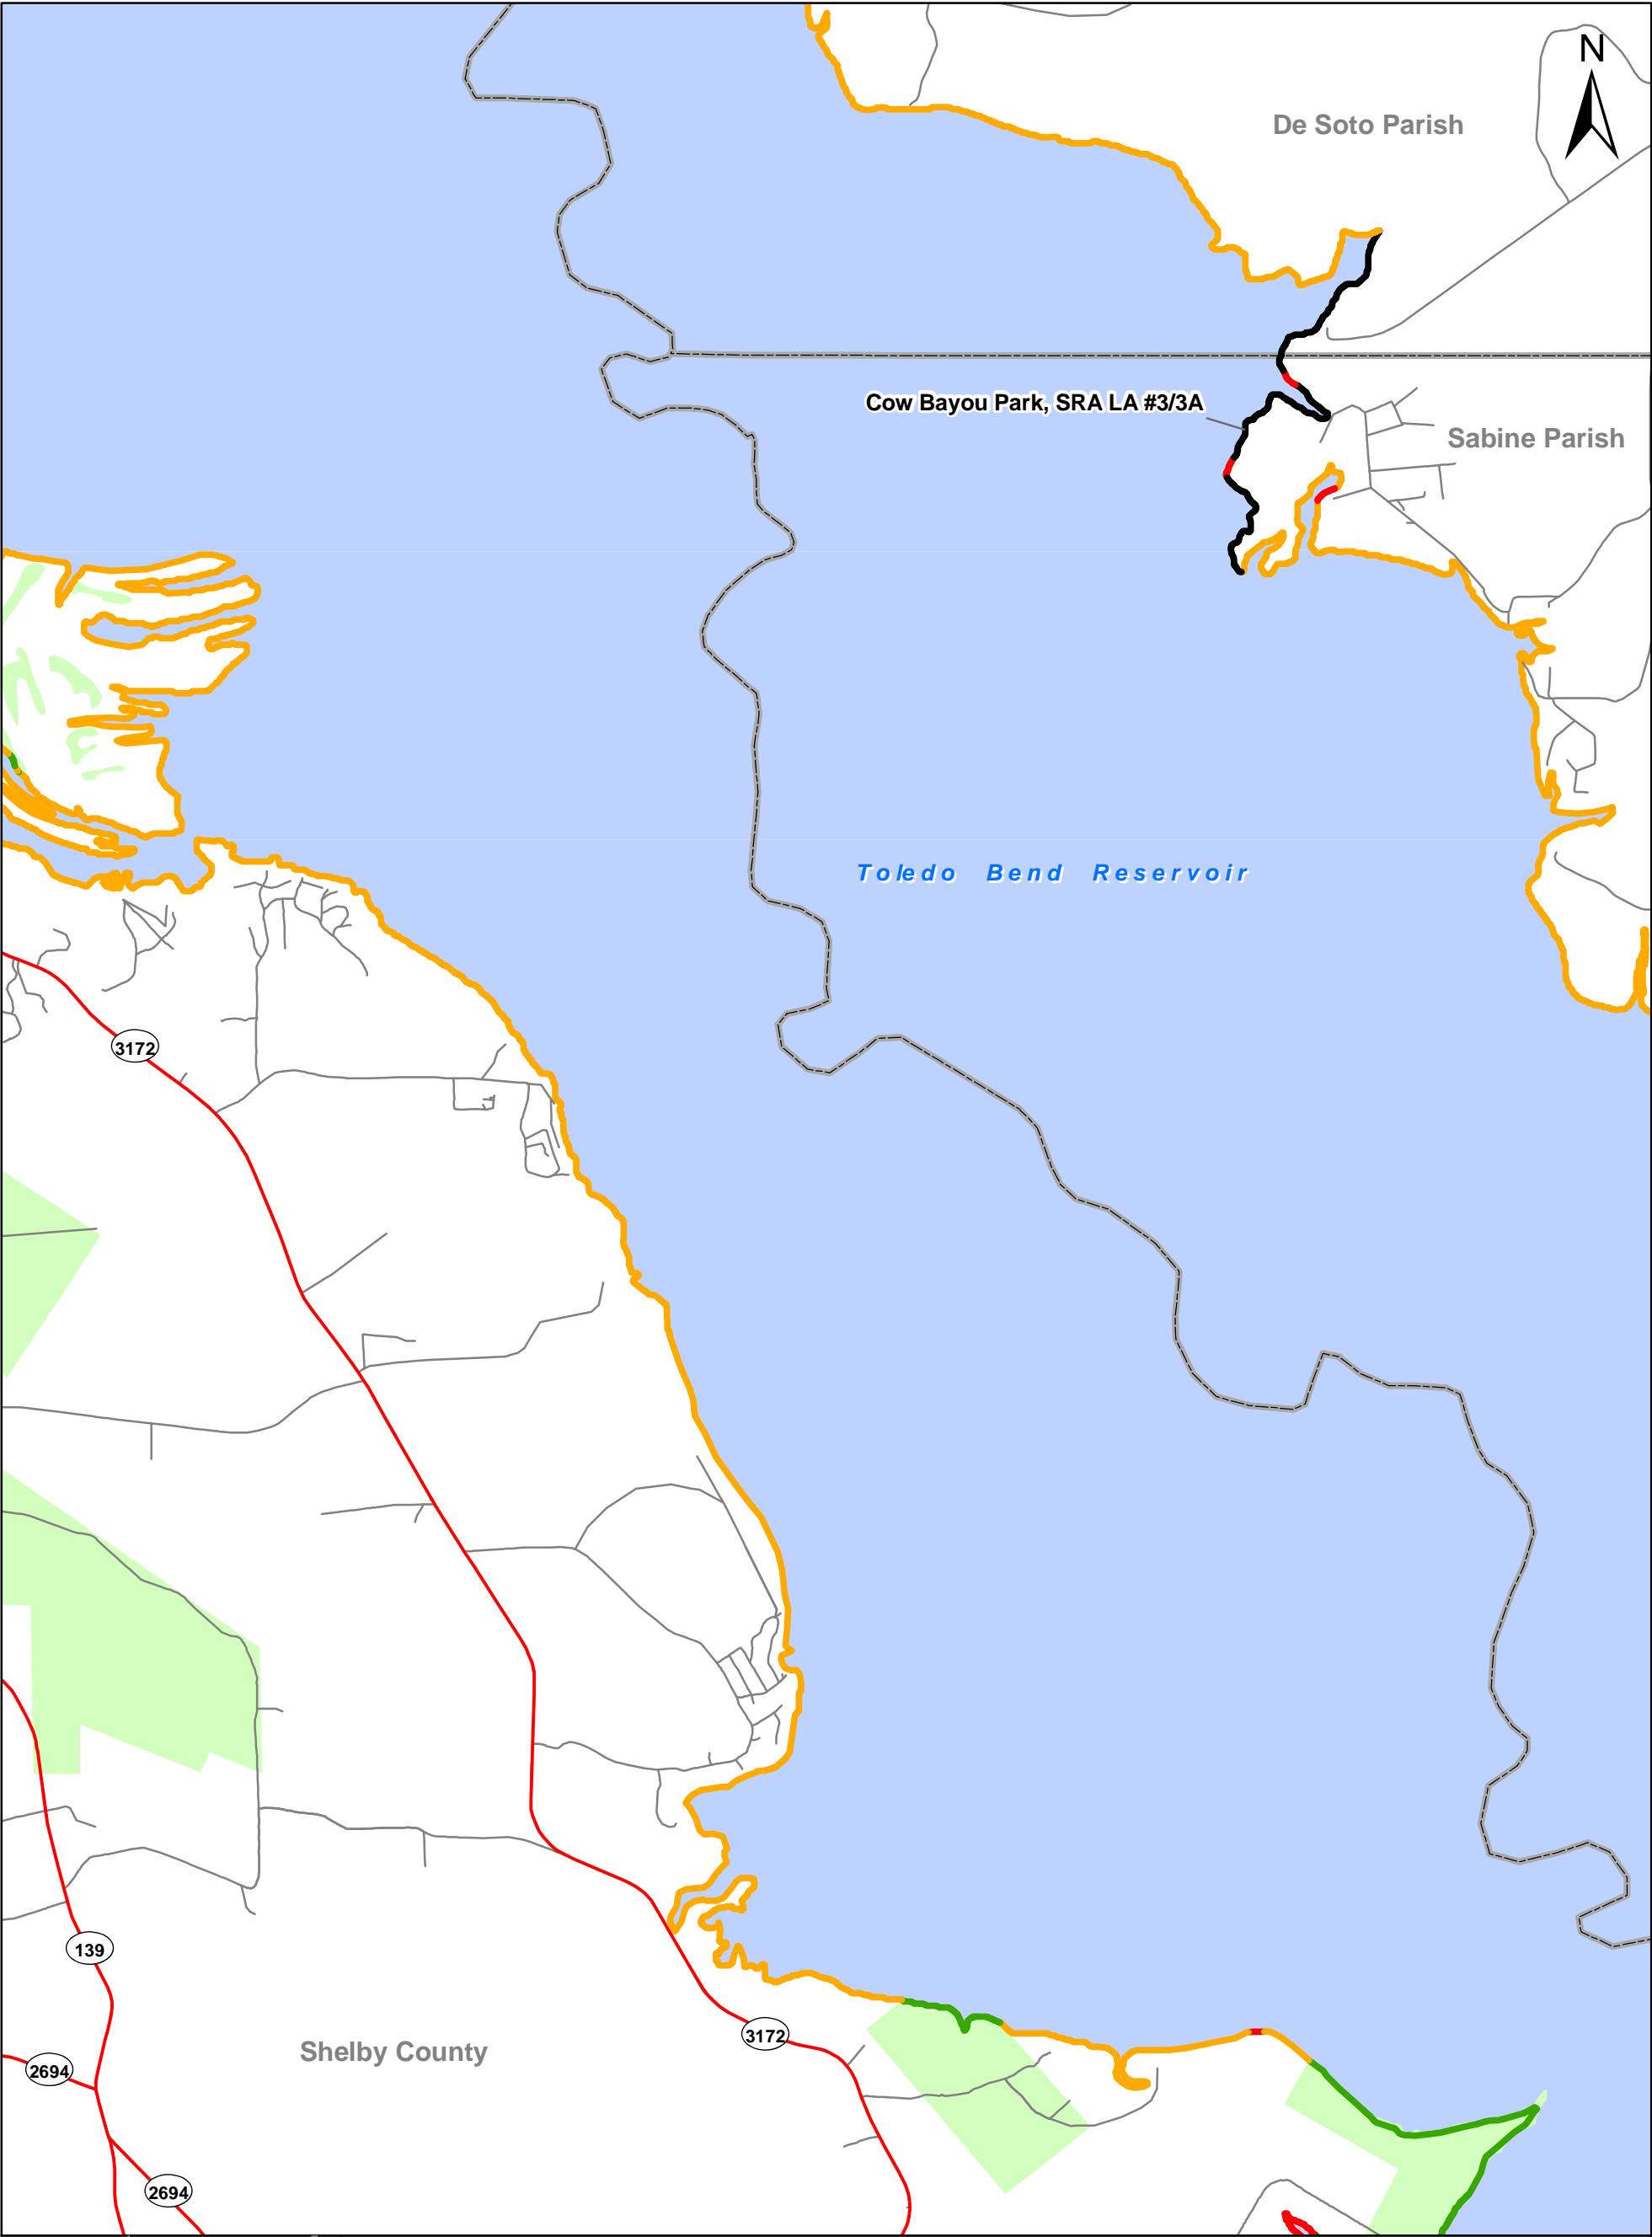 N
De Soto Parish
Cow Bayou Park, SRA LA #3/3A
Sabine Parish
Toledo Bend Reservoir
3172
139
Shelby County
3172
2694
2694